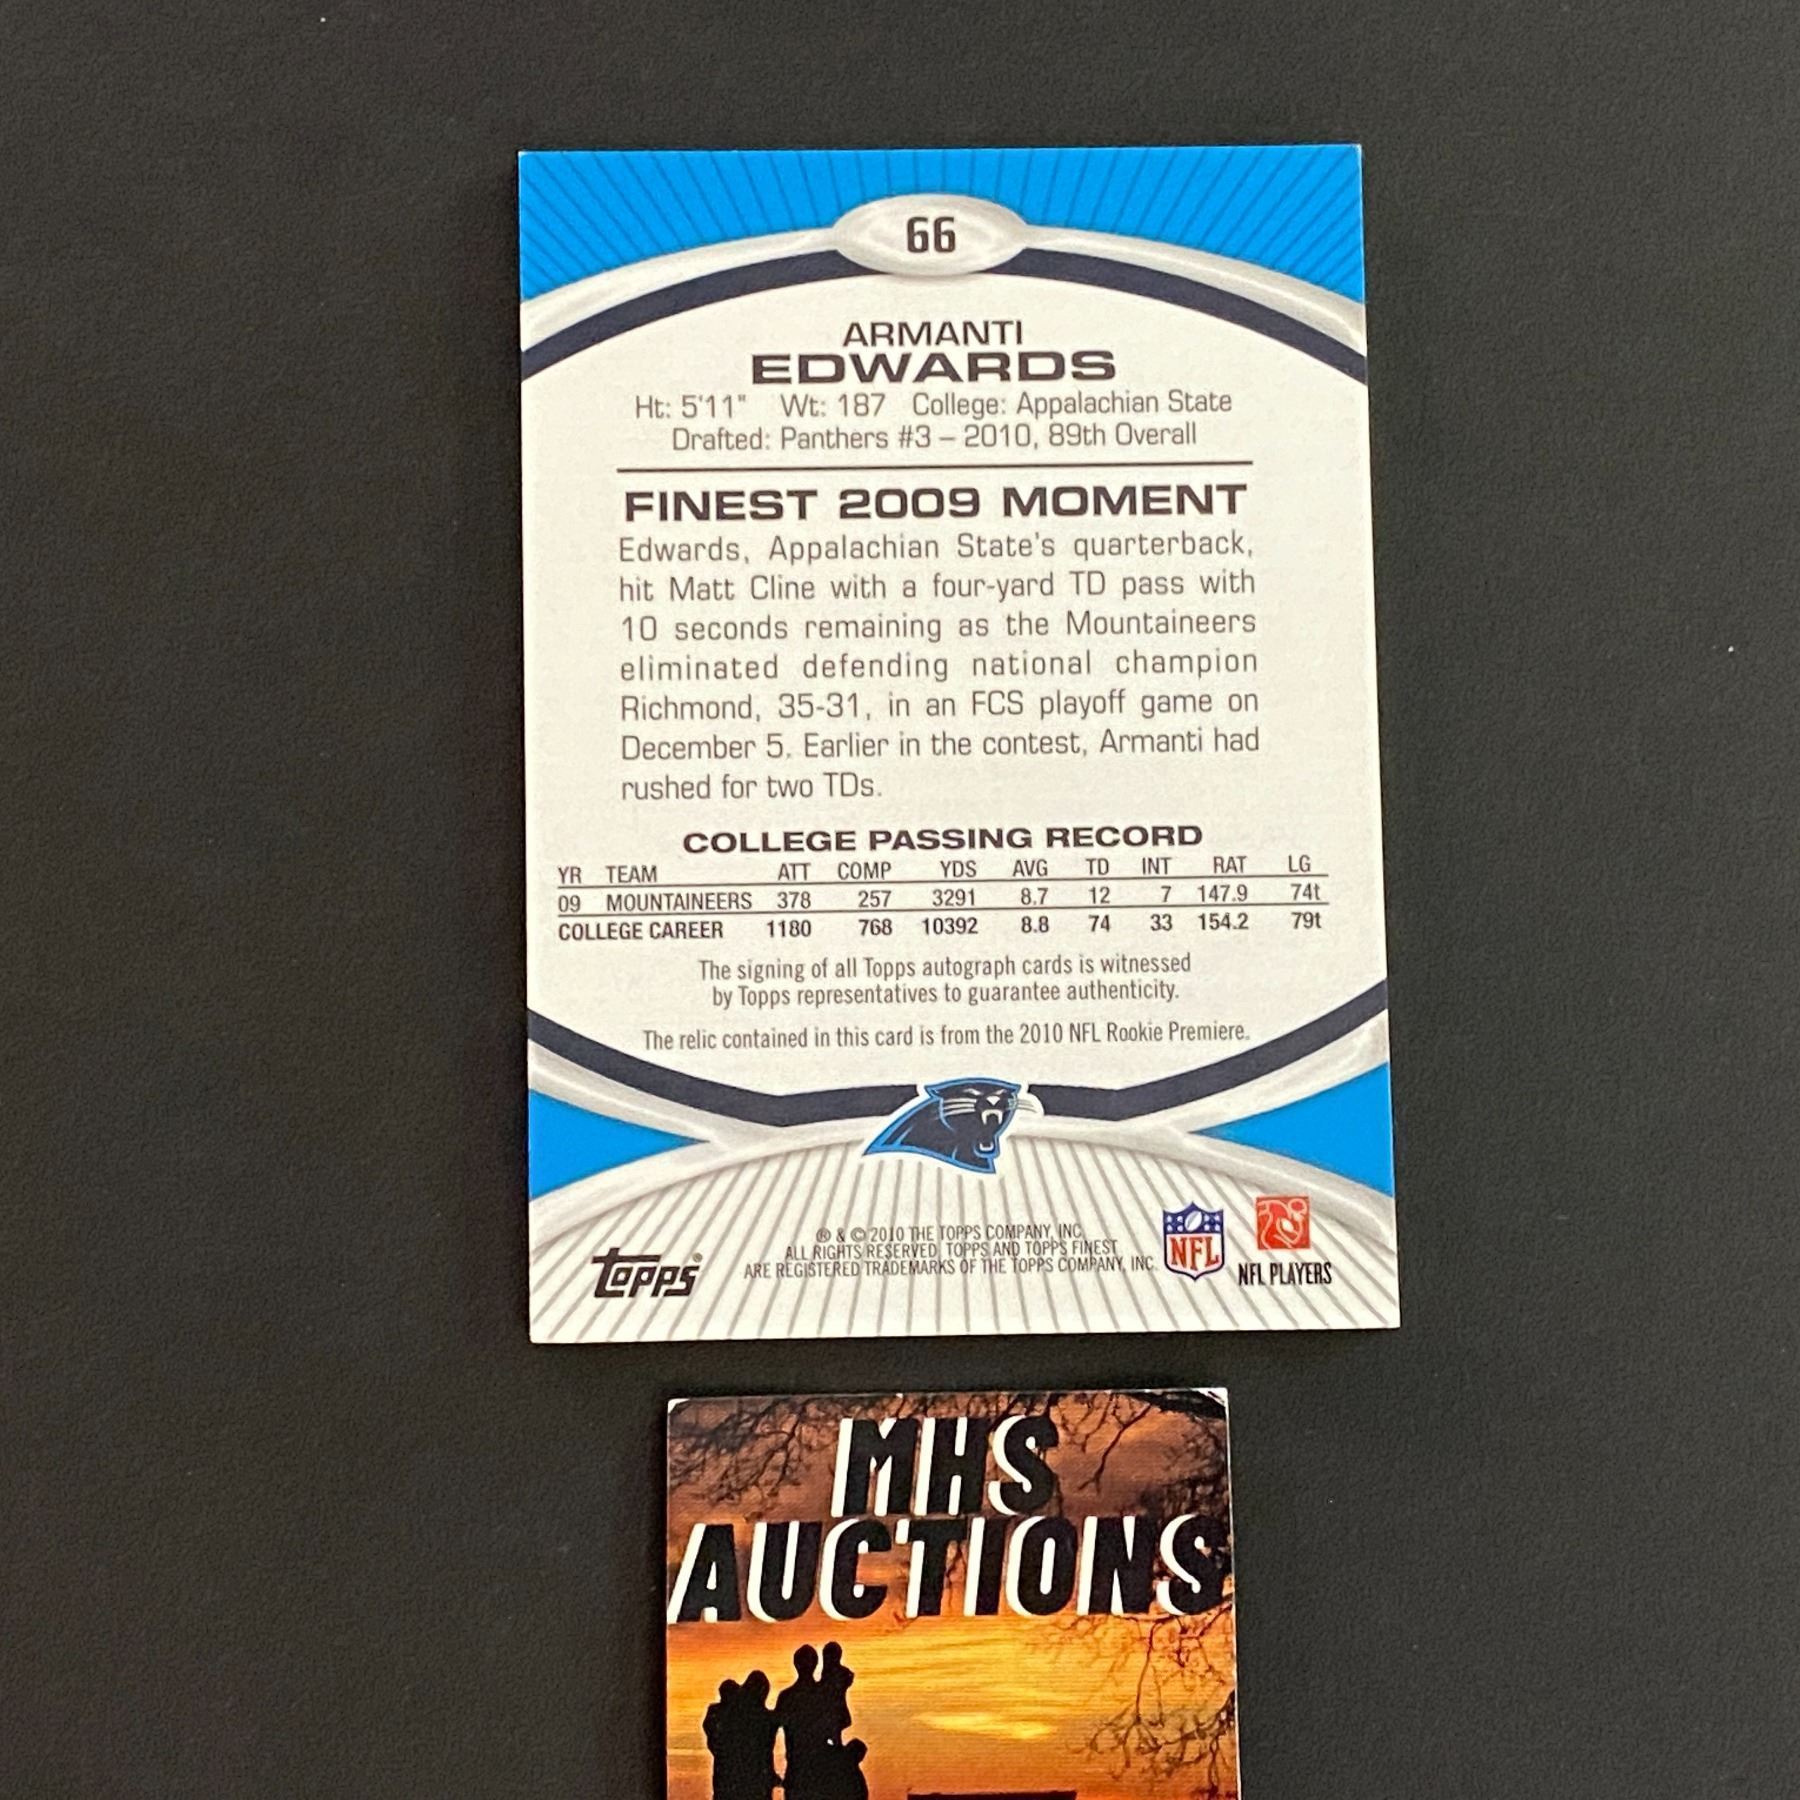 66
ARMANTI
EDWARDS
Ht: 5'11" Wt: 187 College: Appalachian State
Drafted: Panthers #3 – 2010, 89th Overall
FINEST 2009 MOMENT
Edwards, Appalachian State's quarterback,
hit Matt Cline with a four-yard TD pass with
10 seconds remaining as the Mountaineers
eliminated defending national champion
Richmond, 35-31, in an FCS playoff game on
December 5. Earlier in the contest, Armanti had
rushed for two TDs.
COLLEGE PASSING RECORD
YR TEAM ATT COMP YDS AVG TD INT RAT LG
09 MOUNTAINEERS 378 257 3291 8.7 12 7 147.9 74t
COLLEGE CAREER 1180 768 10392 8.8 74 33 154.2 79t
The signing of all Topps autograph cards is witnessed
by Topps representatives to guarantee authenticity.
The relic contained in this card is from the 2010 NFL Rookie Premiere.
® & © 2010 THE TOPPS COMPANY, INC.
ALL RIGHTS RESERVED. TOPPS AND TOPPS FINEST
ARE REGISTERED TRADEMARKS OF THE TOPPS COMPANY, INC.
Topps®
NFL
NFL PLAYERS
MHS
AUCTIONS